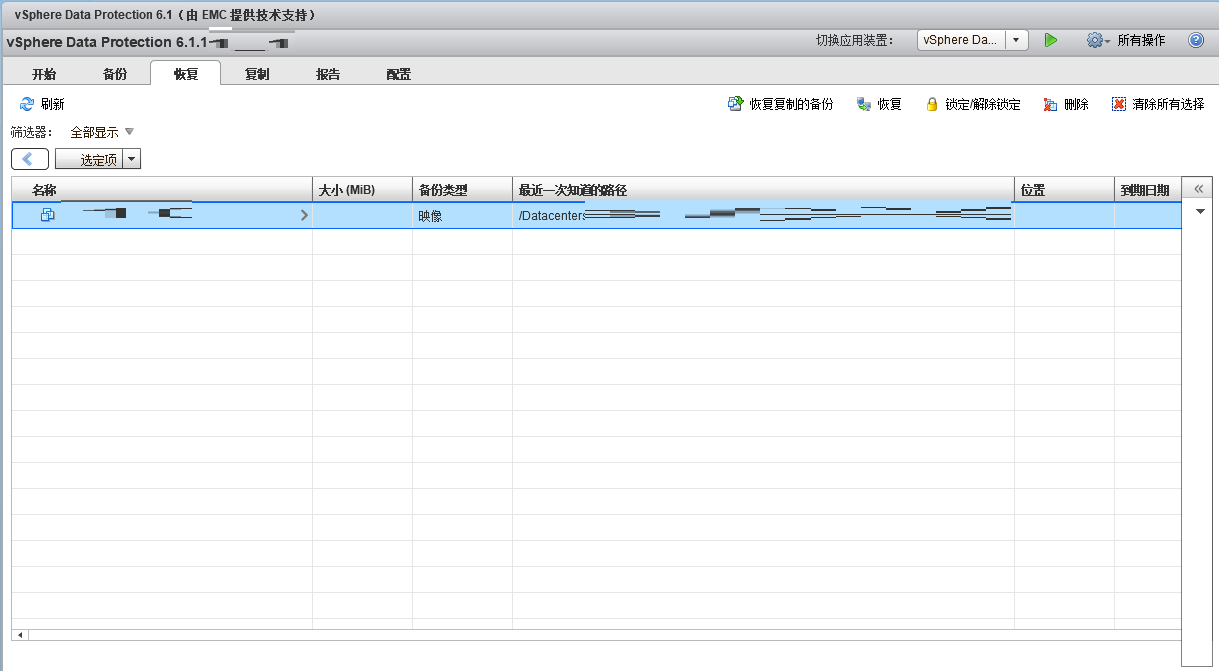 vSphere Data Protection 6.1（由 EMC 提供技术支持）
vSphere Data Protection 6.1.1
切换应用装置：
vSphere Da...
所有操作
开始 备份 恢复 复制 报告 配置
刷新
恢复复制的备份 恢复 锁定/解除锁定 删除 清除所有选择
筛选器： 全部显示
选定项
名称 大小 (MiB) 备份类型 最近一次知道的路径 位置 到期日期
映像 /Datacenters